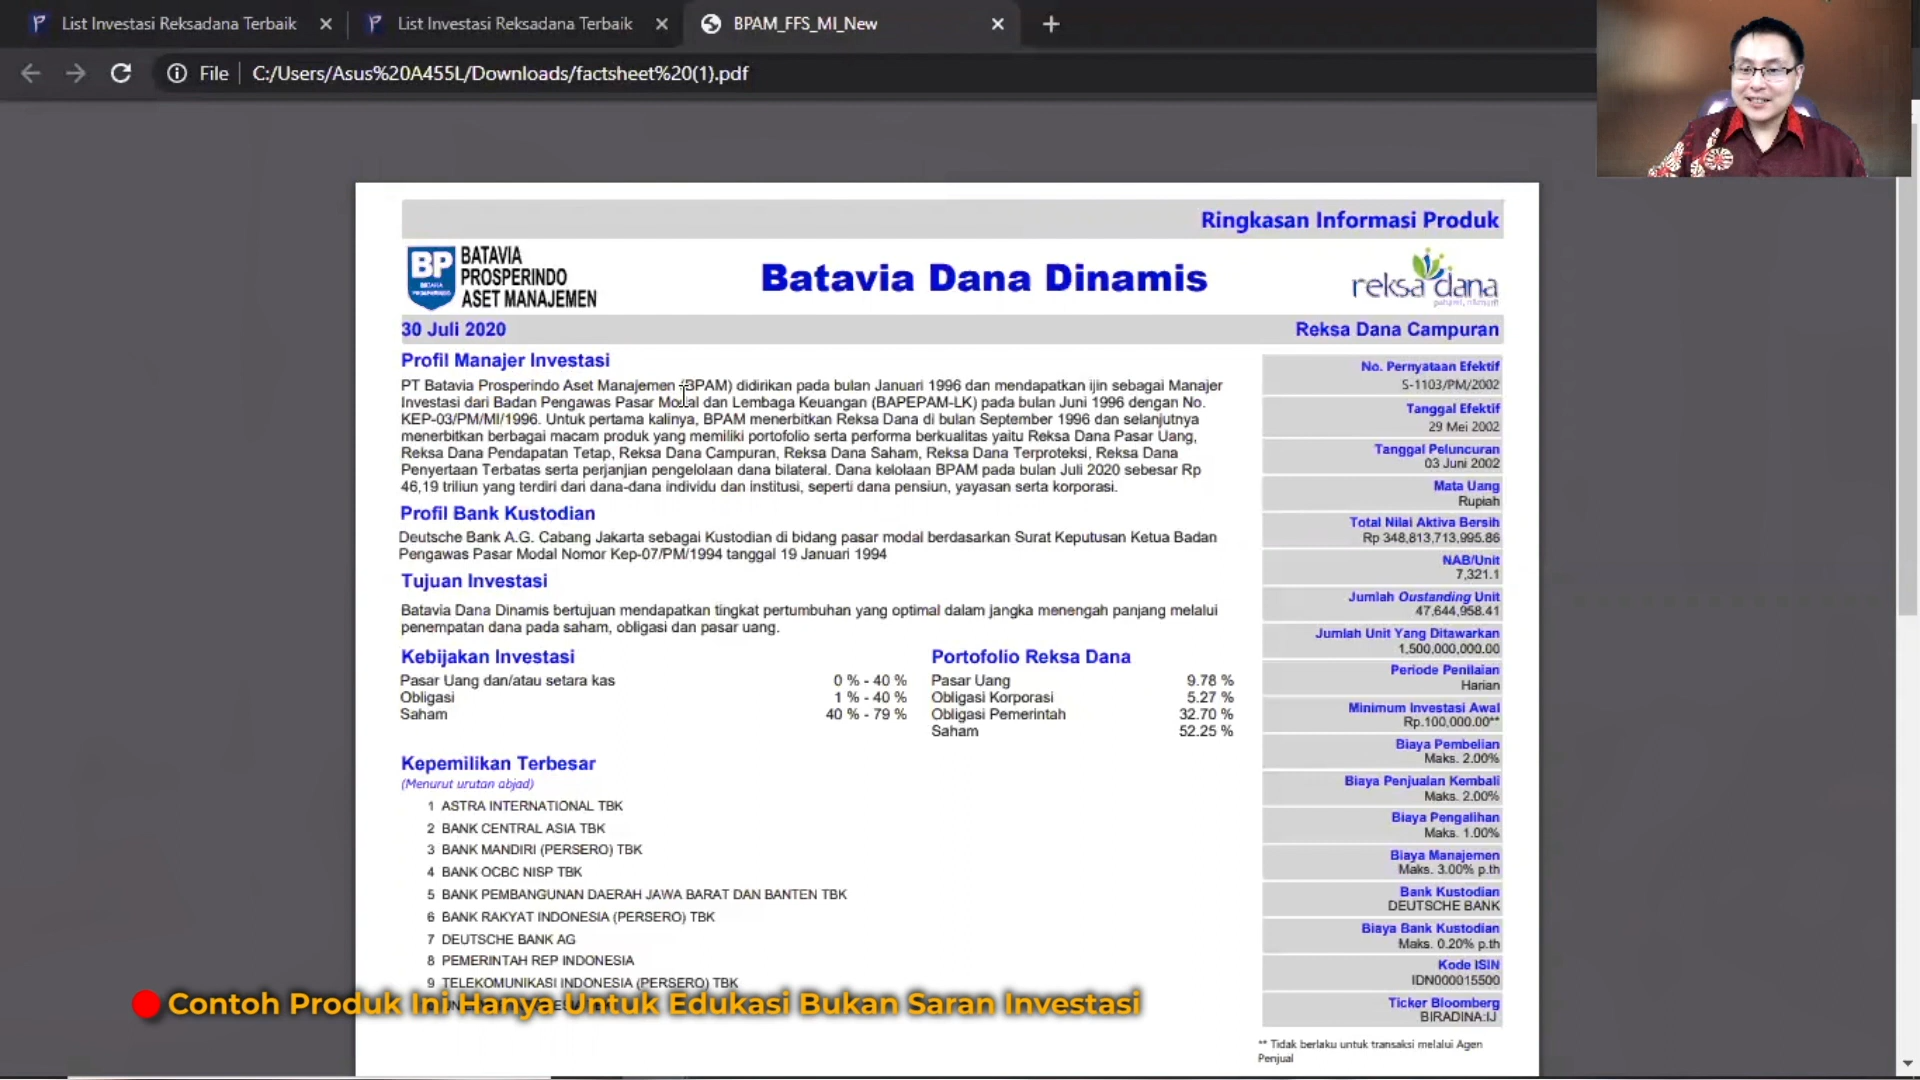 List Investasi Reksadana Terbaik
List Investasi Reksadana Terbaik
BPAM_FFS_MI_New
File
C:/Users/Asus%20A455L/Downloads/factsheet%20(1).pdf
Ringkasan Informasi Produk
BP
BATAVIA
PROSPERINDO
ASET MANAJEMEN
Batavia Dana Dinamis
reksa dana
30 Juli 2020
Reksa Dana Campuran
Profil Manajer Investasi
PT Batavia Prosperindo Aset Manajemen (BPAM) didirikan pada bulan Januari 1996 dan mendapatkan ijin sebagai Manajer
Investasi dari Badan Pengawas Pasar Modal dan Lembaga Keuangan (BAPEPAM-LK) pada bulan Juni 1996 dengan No.
KEP-03/PM/MI/1996. Untuk pertama kalinya, BPAM menerbitkan Reksa Dana di bulan September 1996 dan selanjutnya
menerbitkan berbagai macam produk yang memiliki portofolio serta performa berkualitas yaitu Reksa Dana Pasar Uang,
Reksa Dana Pendapatan Tetap, Reksa Dana Campuran, Reksa Dana Saham, Reksa Dana Terproteksi, Reksa Dana
Penyertaan Terbatas serta perjanjian pengelolaan dana bilateral. Dana kelolaan BPAM pada bulan Juli 2020 sebesar Rp
46,19 triliun yang terdiri dari dana-dana individu dan institusi, seperti dana pensiun, yayasan serta korporasi.
Profil Bank Kustodian
Deutsche Bank A.G. Cabang Jakarta sebagai Kustodian di bidang pasar modal berdasarkan Surat Keputusan Ketua Badan
Pengawas Pasar Modal Nomor Kep-07/PM/1994 tanggal 19 Januari 1994
Tujuan Investasi
Batavia Dana Dinamis bertujuan mendapatkan tingkat pertumbuhan yang optimal dalam jangka menengah panjang melalui
penempatan dana pada saham, obligasi dan pasar uang.
Kebijakan Investasi
Pasar Uang dan/atau setara kas 0 % - 40 %
Obligasi 1 % - 40 %
Saham 40 % - 79 %
Portofolio Reksa Dana
Pasar Uang 9.78 %
Obligasi Korporasi 5.27 %
Obligasi Pemerintah 32.70 %
Saham 52.25 %
Kepemilikan Terbesar
(Menurut urutan abjad)
1 ASTRA INTERNATIONAL TBK
2 BANK CENTRAL ASIA TBK
3 BANK MANDIRI (PERSERO) TBK
4 BANK OCBC NISP TBK
5 BANK PEMBANGUNAN DAERAH JAWA BARAT DAN BANTEN TBK
6 BANK RAKYAT INDONESIA (PERSERO) TBK
7 DEUTSCHE BANK AG
8 PEMERINTAH REP INDONESIA
9 TELEKOMUNIKASI INDONESIA (PERSERO) TBK
No. Pernyataan Efektif
S-1103/PM/2002
Tanggal Efektif
29 Mei 2002
Tanggal Peluncuran
03 Juni 2002
Mata Uang
Rupiah
Total Nilai Aktiva Bersih
Rp 348,813,713,995.86
NAB/Unit
7,321.1
Jumlah Oustanding Unit
47,644,958.41
Jumlah Unit Yang Ditawarkan
1,500,000,000.00
Periode Penilaian
Harian
Minimum Investasi Awal
Rp.100,000.00**
Biaya Pembelian
Maks. 2.00%
Biaya Penjualan Kembali
Maks. 2.00%
Biaya Pengalihan
Maks. 1.00%
Biaya Manajemen
Maks. 3.00% p.th
Bank Kustodian
DEUTSCHE BANK
Biaya Bank Kustodian
Maks. 0.20% p.th
Kode ISIN
IDN000015500
Ticker Bloomberg
BIRADINA:IJ
** Tidak berlaku untuk transaksi melalui Agen
Penjual
Contoh Produk Ini Hanya Untuk Edukasi Bukan Saran Investasi